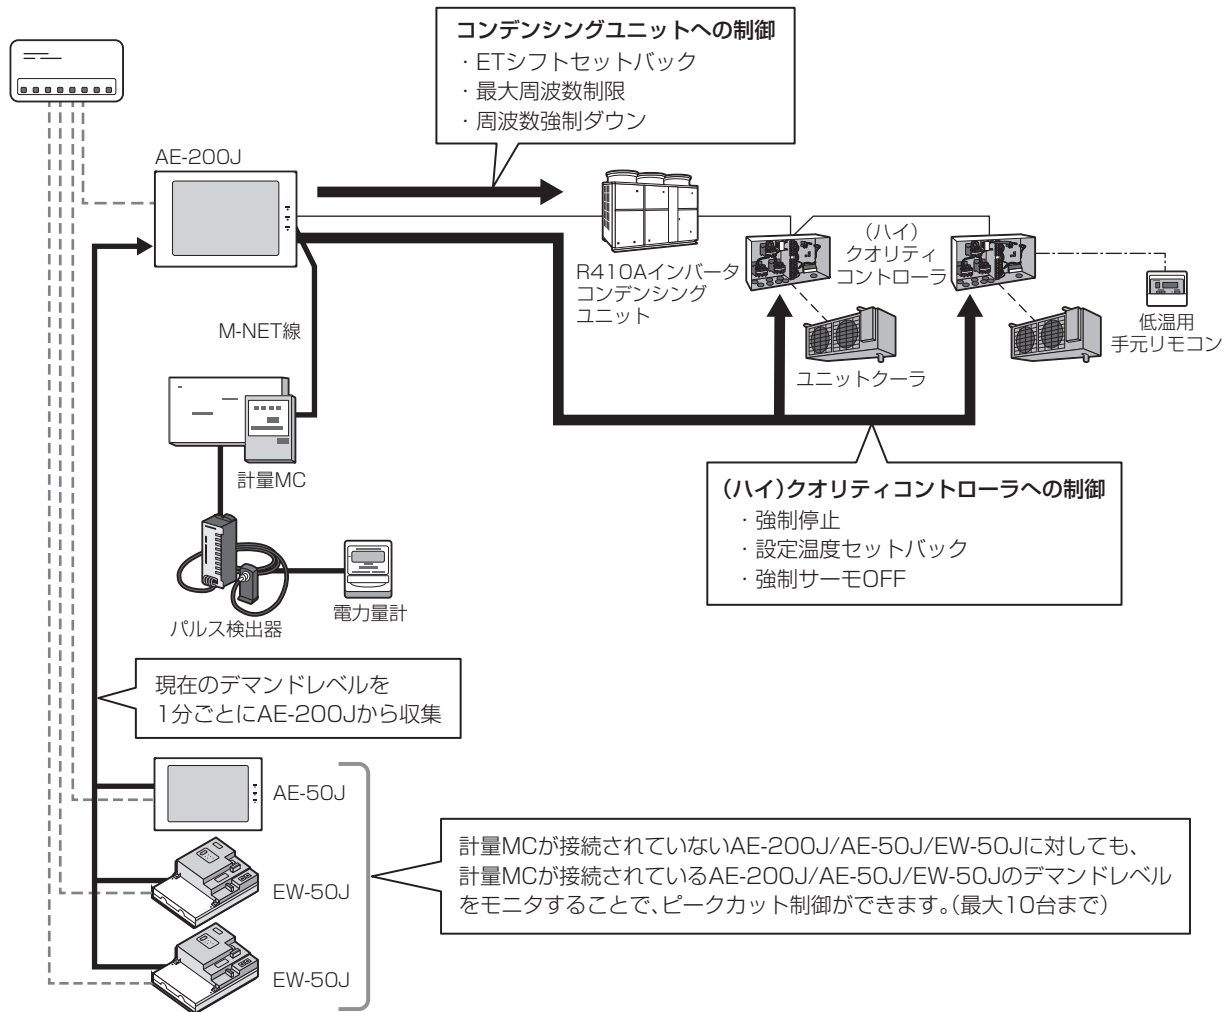 コンデンシングユニットへの制御
・ETシフトセットバック
・最大周波数制限
・周波数強制ダウン
AE-200J
R410Aインバータ
コンデンシング
ユニット
(ハイ)
クオリティ
コントローラ
低温用
手元リモコン
ユニットクーラ
M-NET線
計量MC
パルス検出器
電力量計
(ハイ)クオリティコントローラへの制御
・強制停止
・設定温度セットバック
・強制サーモOFF
現在のデマンドレベルを
1分ごとにAE-200Jから収集
AE-50J
EW-50J
EW-50J
計量MCが接続されていないAE-200J/AE-50J/EW-50Jに対しても、
計量MCが接続されているAE-200J/AE-50J/EW-50Jのデマンドレベル
をモニタすることで、ピークカット制御ができます。(最大10台まで)